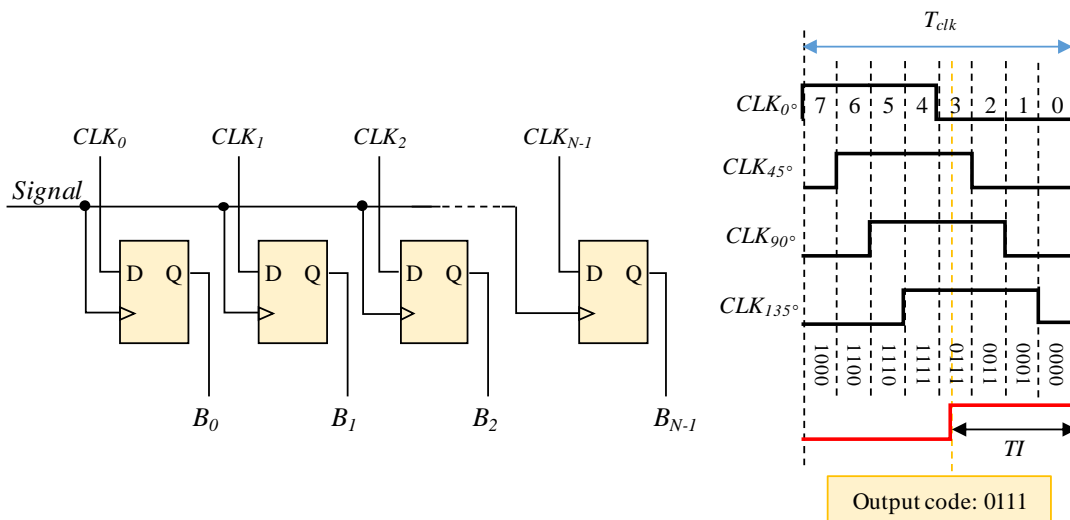 CLK0 CLK1 CLK2 CLKN-1
Signal
D Q D Q D Q D Q
B0 B1 B2 BN-1
Tclk
CLK0° 7 6 5 4 3 2 1 0
CLK45°
CLK90°
CLK135°
1000 1100 1110 1111 0111 0011 0001 0000
TI
Output code: 0111